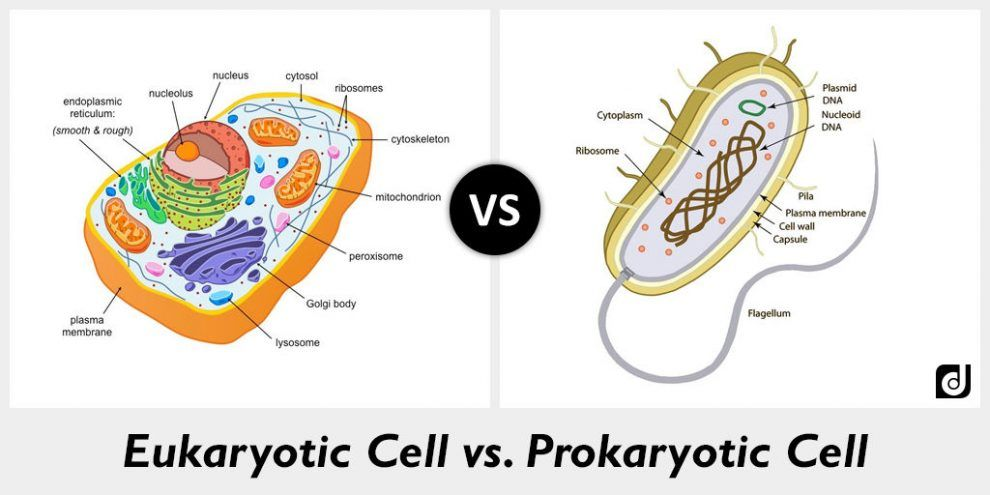 nucleus
cytosol
nucleolus
ribosomes
endoplasmic
reticulum:
(smooth & rough)
cytoskeleton
mitochondrion
peroxisome
Golgi body
plasma
membrane
lysosome
VS
Plasmid
DNA
Cytoplasm
Nucleoid
DNA
Ribosome
Pila
Plasma membrane
Cell wall
Capsule
Flagellum
d
Eukaryotic Cell vs. Prokaryotic Cell